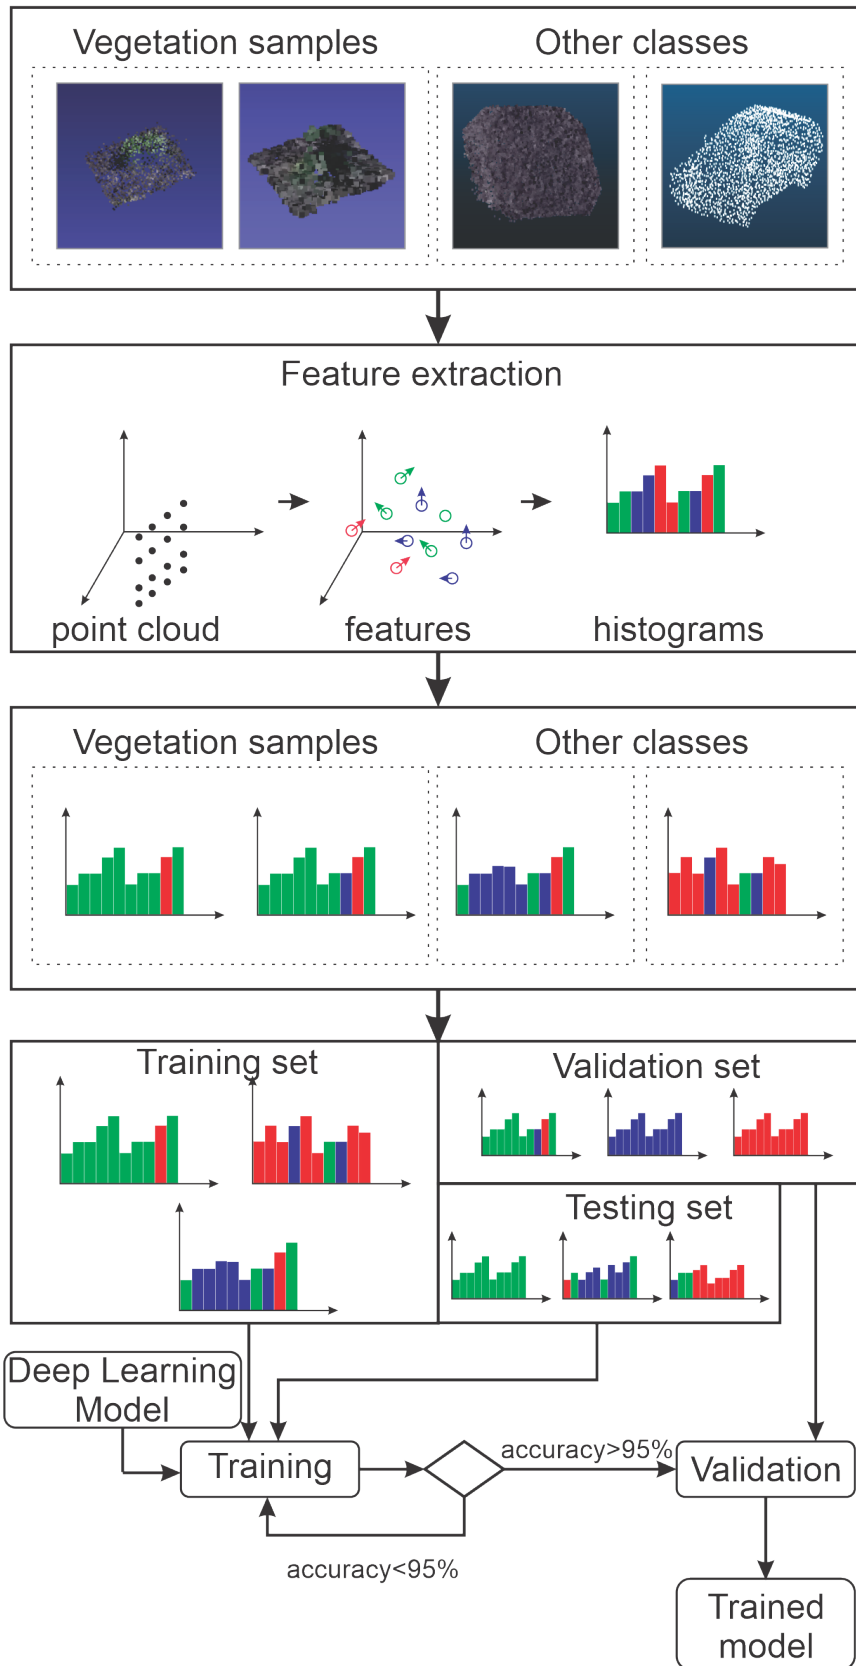 Vegetation samples
Other classes
Feature extraction
point cloud
features
histograms
Vegetation samples
Other classes
Training set
Validation set
Testing set
Deep Learning
Model
Training
accuracy>95%
Validation
accuracy<95%
Trained
model